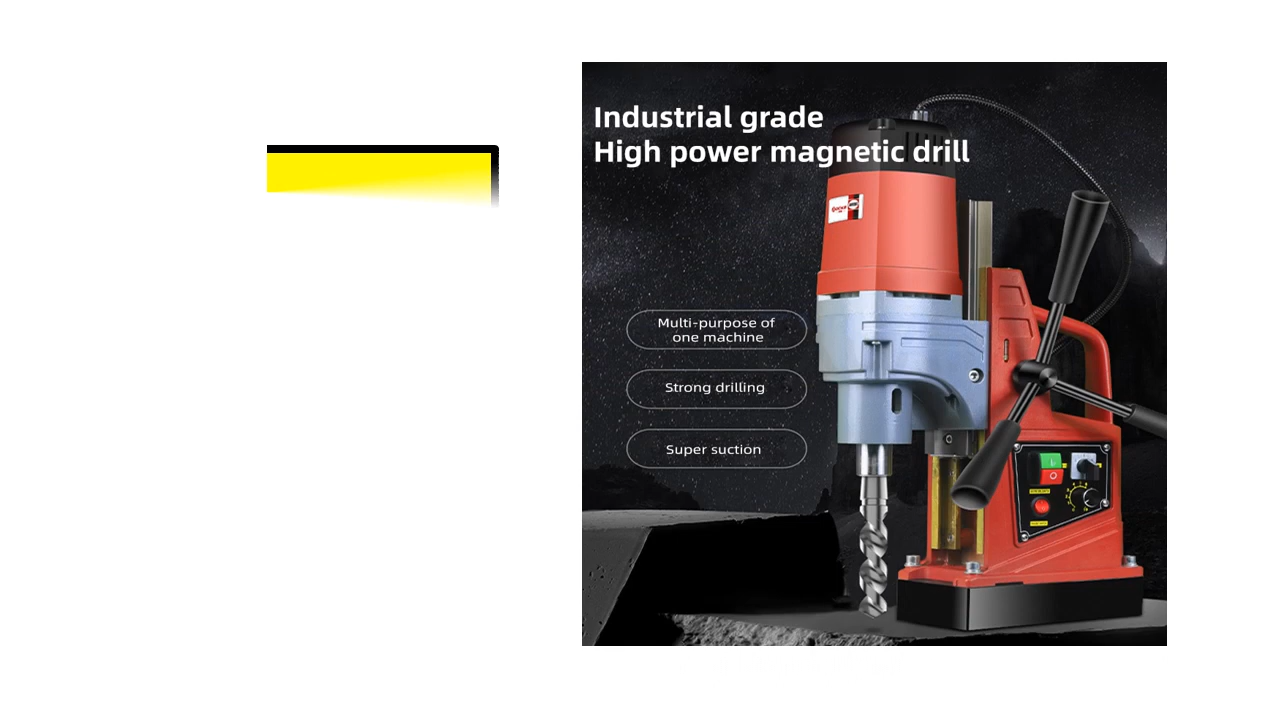 Industrial grade
High power magnetic drill
Multi-purpose of
one machine
Strong drilling
Super suction